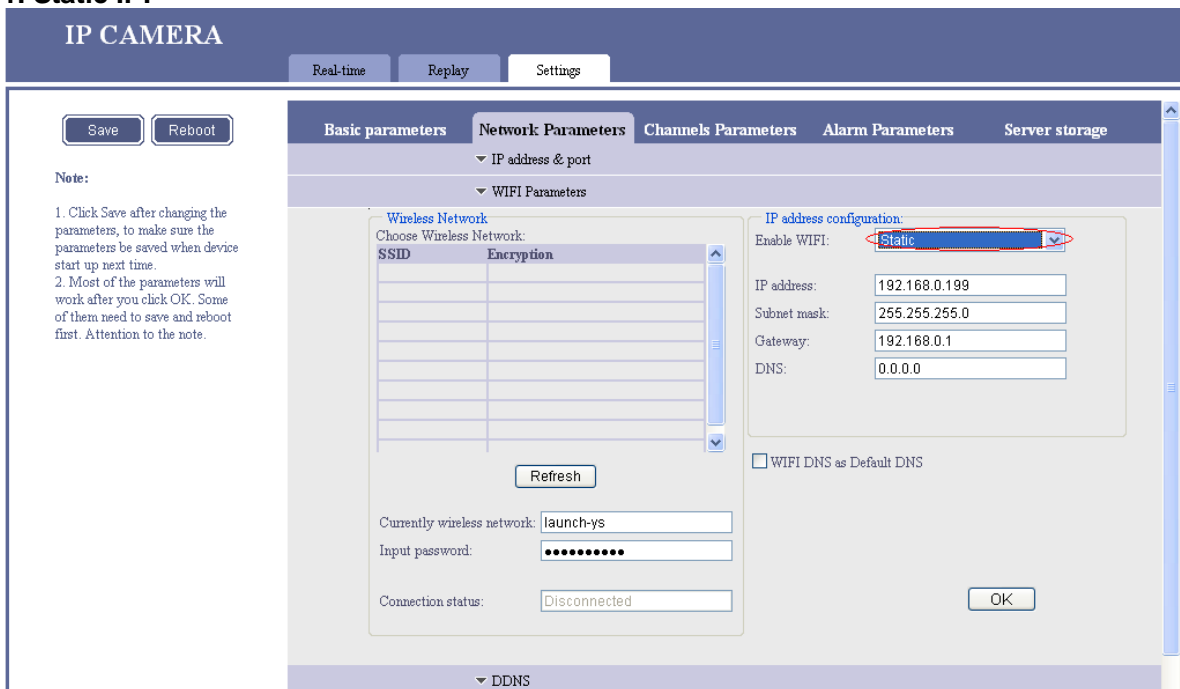 IP CAMERA
Real-time Replay Settings
Save Reboot
Note:
1. Click Save after changing the
parameters, to make sure the
parameters be saved when device
start up next time.
2. Most of the parameters will
work after you click OK. Some
of them need to save and reboot
first. Attention to the note.
Basic parameters Network Parameters Channels Parameters Alarm Parameters Server storage
IP address & port
WIFI Parameters
Wireless Network
Choose Wireless Network:
SSID Encryption
Refresh
Currently wireless network: launch-ys
Input password: ●●●●●●●●●●
Connection status: Disconnected
IP address configuration:
Enable WIFI: Static
IP address: 192.168.0.199
Subnet mask: 255.255.255.0
Gateway: 192.168.0.1
DNS: 0.0.0.0
WIFI DNS as Default DNS
OK
DDNS